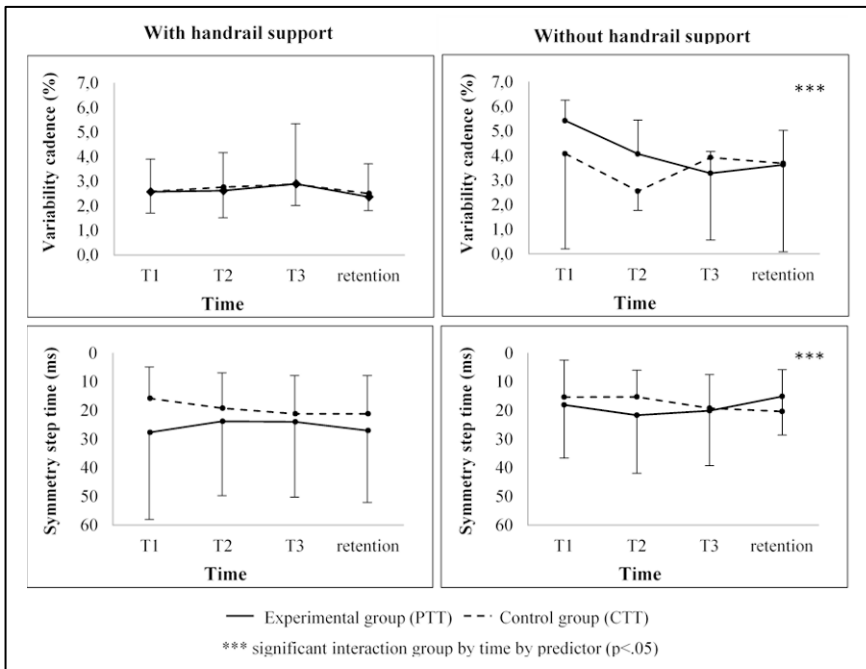 With handrail support
Without handrail support
Variability cadence (%)
7,0
6,0
5,0
4,0
3,0
2,0
1,0
0,0
T1 T2 T3 retention
Time
Variability cadence (%)
7,0
6,0
5,0
4,0
3,0
2,0
1,0
0,0
***
T1 T2 T3 retention
Time
Symmetry step time (ms)
0
10
20
30
40
50
60
T1 T2 T3 retention
Time
Symmetry step time (ms)
0
10
20
30
40
50
60
***
T1 T2 T3 retention
Time
Experimental group (PTT) Control group (CTT)
*** significant interaction group by time by predictor (p<.05)